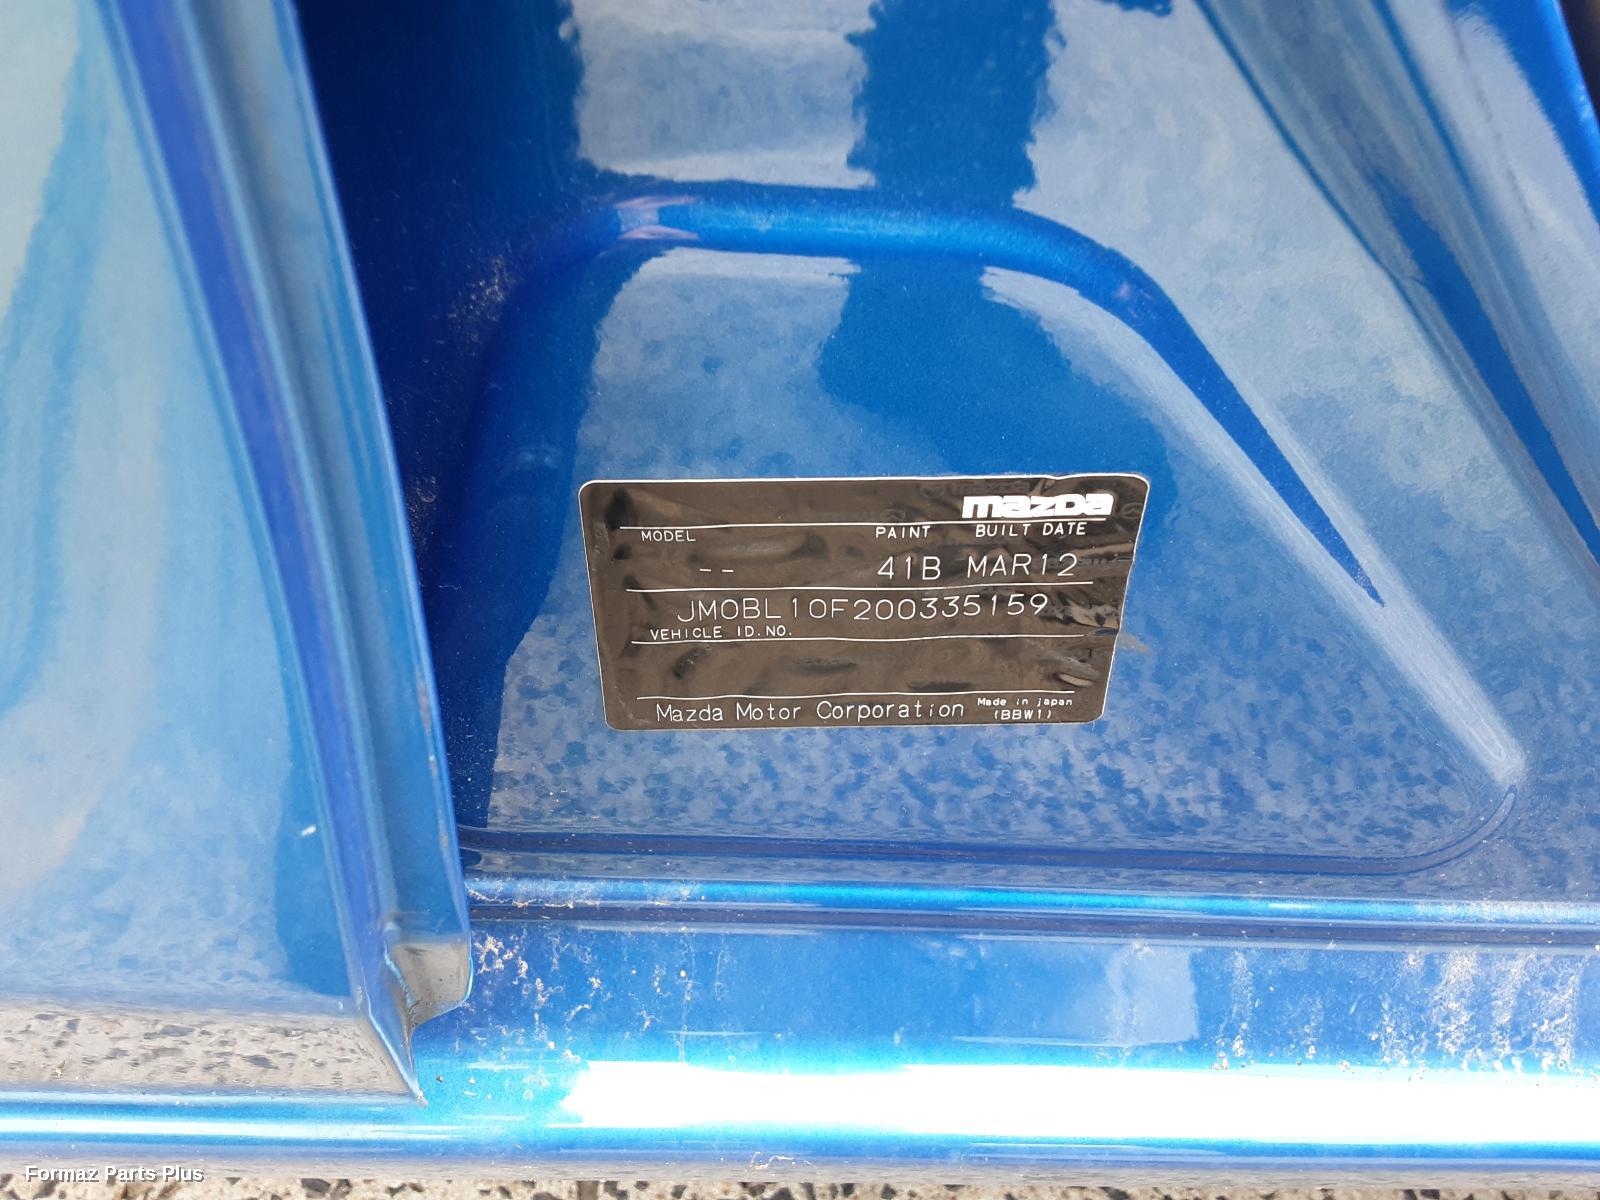 mazda
MODEL PAINT BUILT DATE
-- 41B MAR12
JM0BL10F200335159
VEHICLE ID.NO.
Mazda Motor Corporation Made in japan
(BBW1)
Formaz Parts Plus